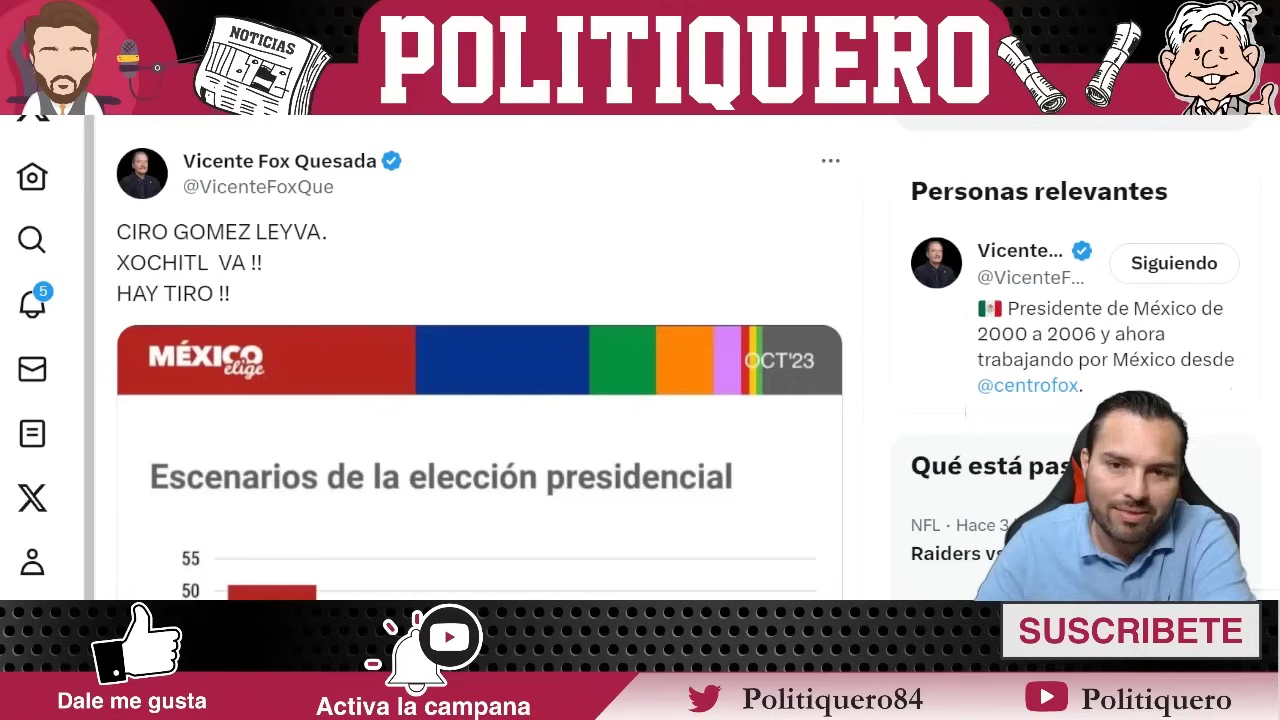 NOTICIAS
POLITIQUERO
Vicente Fox Quesada
@VicenteFoxQue
CIRO GOMEZ LEYVA.
XOCHITL VA !!
HAY TIRO !!
MÉXICO
elige
OCT'23
Escenarios de la elección presidencial
55
50
5
Personas relevantes
Vicente...
@VicenteF...
Siguiendo
Presidente de México de
2000 a 2006 y ahora
trabajando por México desde
@centrofox.
Qué está pas
NFL · Hace 3
Raiders vs
SUSCRIBETE
Dale me gusta
Activa la campana
Politiquero84
Politiquero